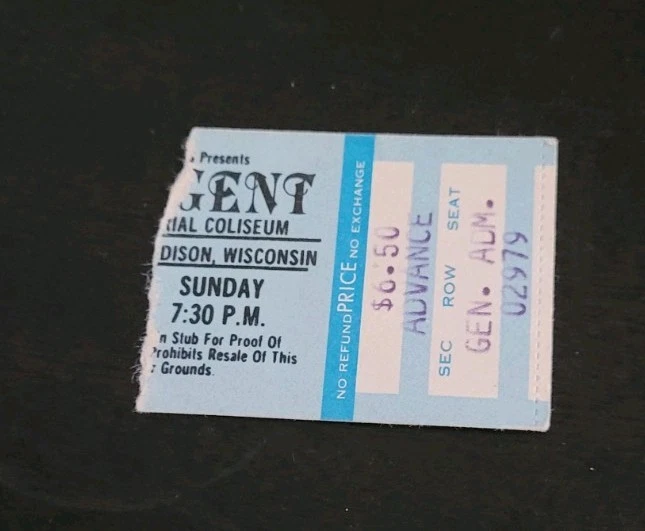 Presents
GENT
IAL COLISEUM
DISON, WISCONSIN
SUNDAY
7:30 P.M.
n Stub For Proof Of
Prohibits Resale Of This
Grounds.
NO REFUND PRICE NO EXCHANGE
$6.50
ADVANCE
SEC ROW SEAT
GEN. ADM.
02979